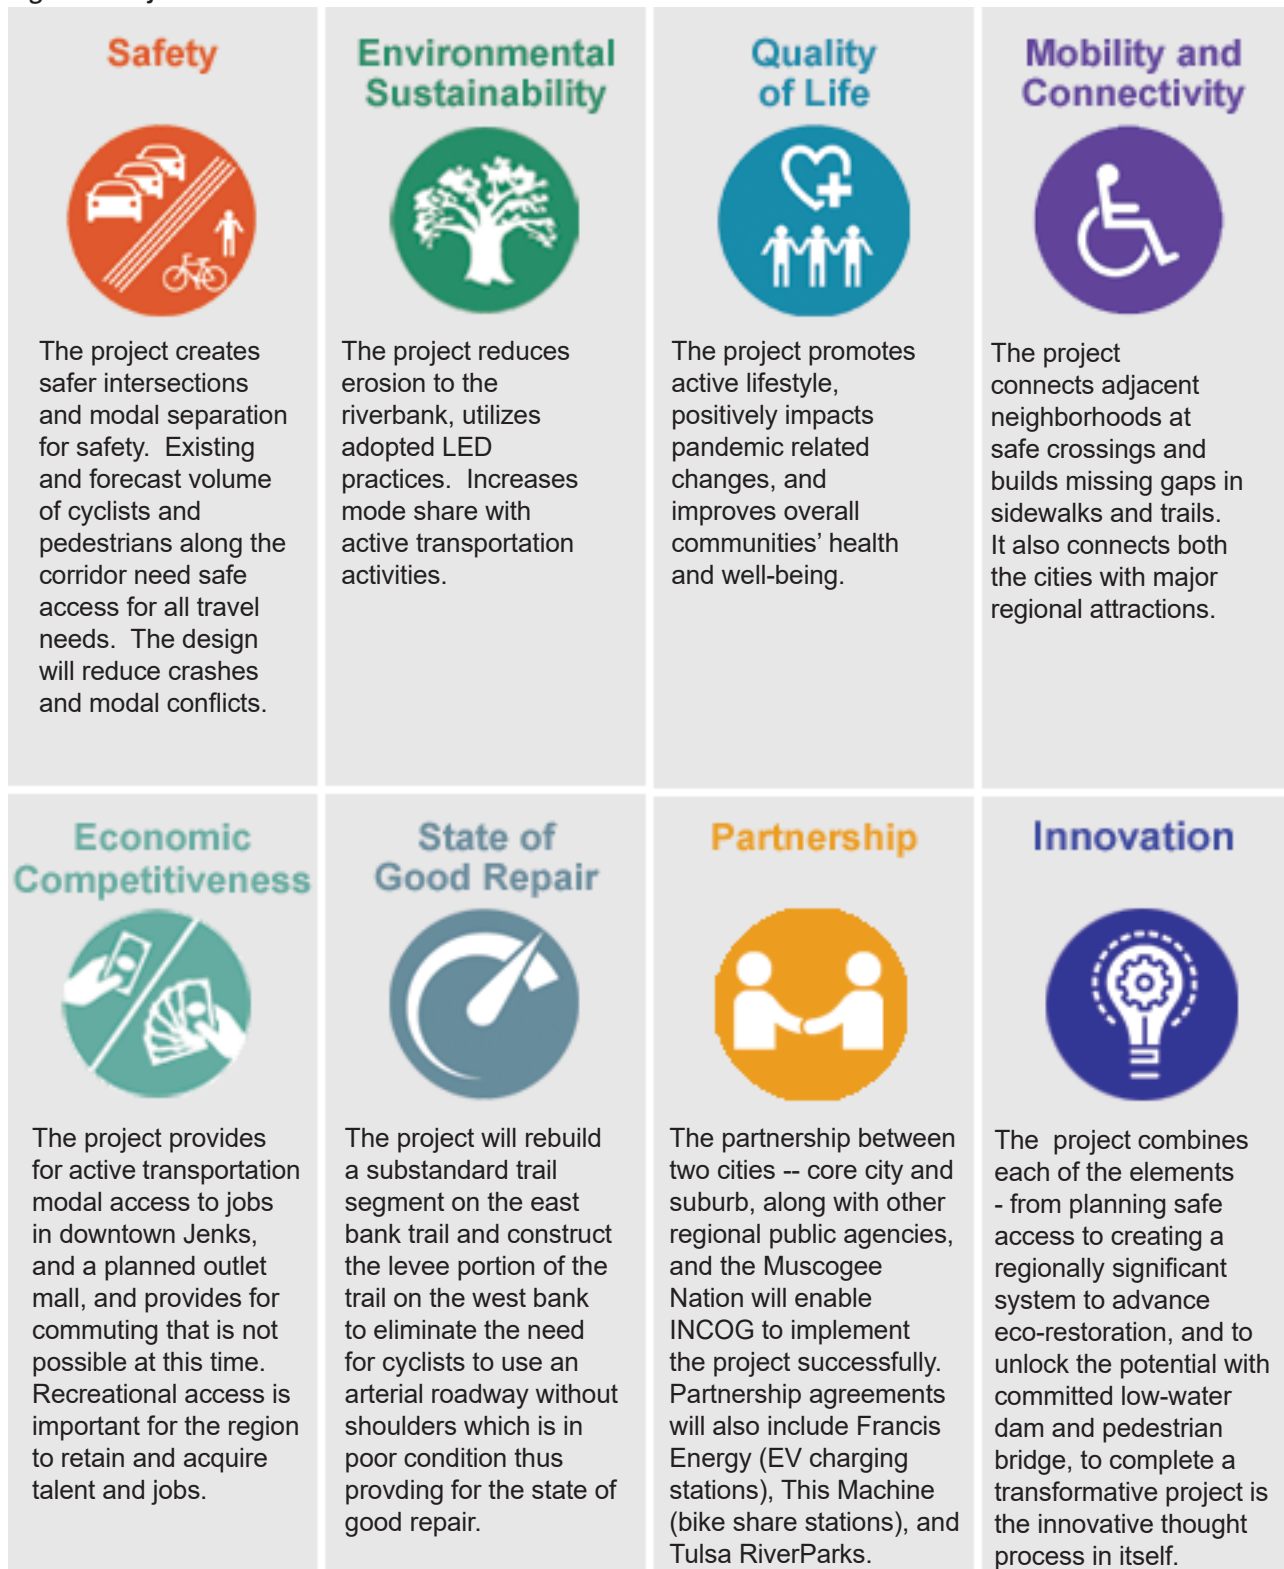 Safety
The project creates
safer intersections
and modal separation
for safety.  Existing
and forecast volume
of cyclists and
pedestrians along the
corridor need safe
access for all travel
needs.  The design
will reduce crashes
and modal conflicts.
Environmental
Sustainability
The project reduces
erosion to the
riverbank, utilizes
adopted LED
practices.  Increases
mode share with
active transportation
activities.
Quality
of Life
The project promotes
active lifestyle,
positively impacts
pandemic related
changes, and
improves overall
communities’ health
and well-being.
Mobility and
Connectivity
The project
connects adjacent
neighborhoods at
safe crossings and
builds missing gaps in
sidewalks and trails.
It also connects both
the cities with major
regional attractions.
Economic
Competitiveness
The project provides
for active transportation
modal access to jobs
in downtown Jenks,
and a planned outlet
mall, and provides for
commuting that is not
possible at this time.
Recreational access is
important for the region
to retain and acquire
talent and jobs.
State of
Good Repair
The project will rebuild
a substandard trail
segment on the east
bank trail and construct
the levee portion of the
trail on the west bank
to eliminate the need
for cyclists to use an
arterial roadway without
shoulders which is in
poor condition thus
provding for the state of
good repair.
Partnership
The partnership between
two cities -- core city and
suburb, along with other
regional public agencies,
and the Muscogee
Nation will enable
INCOG to implement
the project successfully.
Partnership agreements
will also include Francis
Energy (EV charging
stations), This Machine
(bike share stations), and
Tulsa RiverParks.
Innovation
The  project combines
each of the elements
- from planning safe
access to creating a
regionally significant
system to advance
eco-restoration, and to
unlock the potential with
committed low-water
dam and pedestrian
bridge, to complete a
transformative project is
the innovative thought
process in itself.